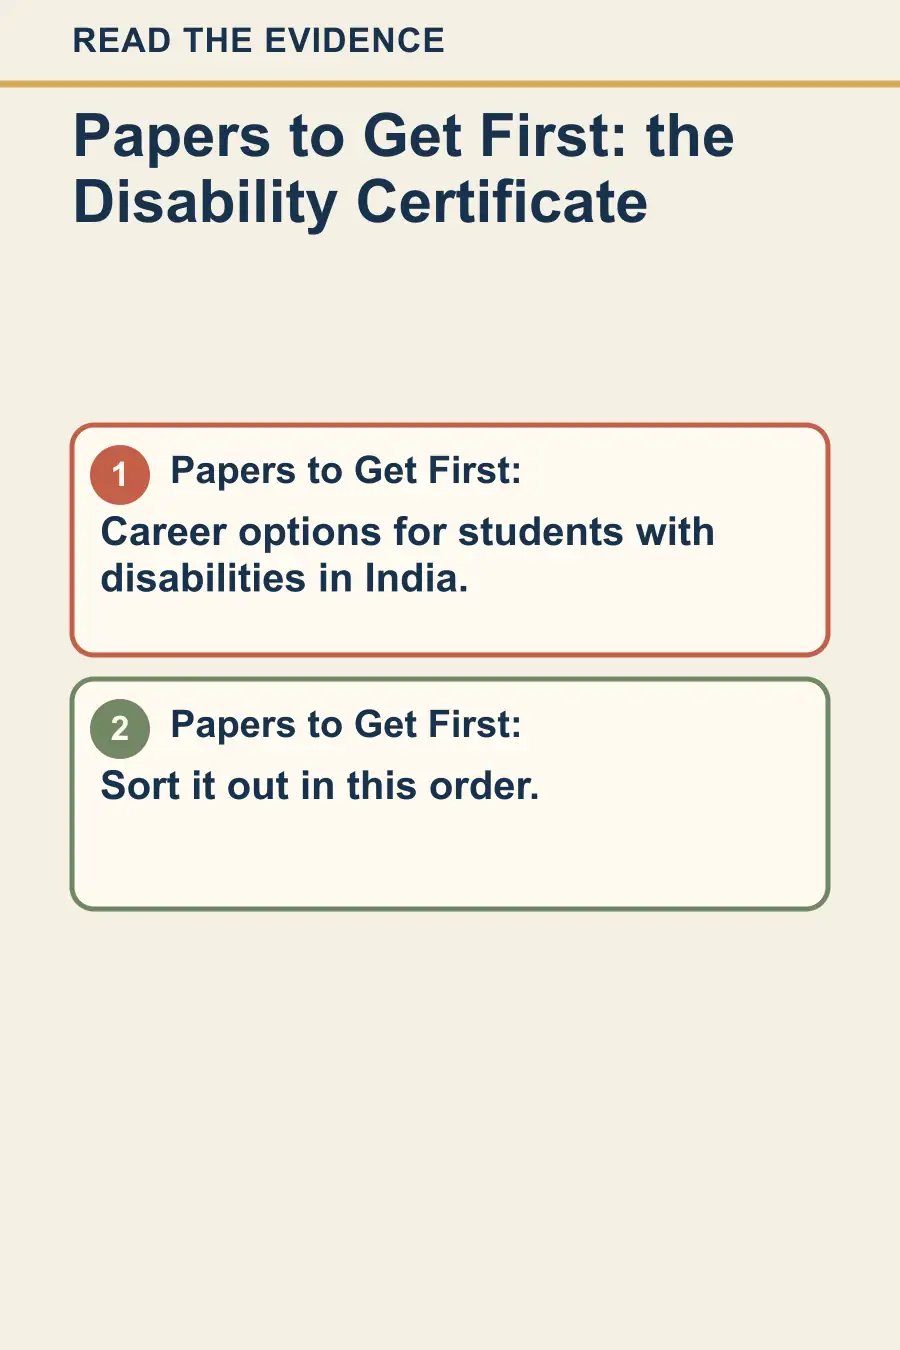 READ THE EVIDENCE
Papers to Get First: the
Disability Certificate
1
Papers to Get First:
Career options for students with
disabilities in India.
2
Papers to Get First:
Sort it out in this order.